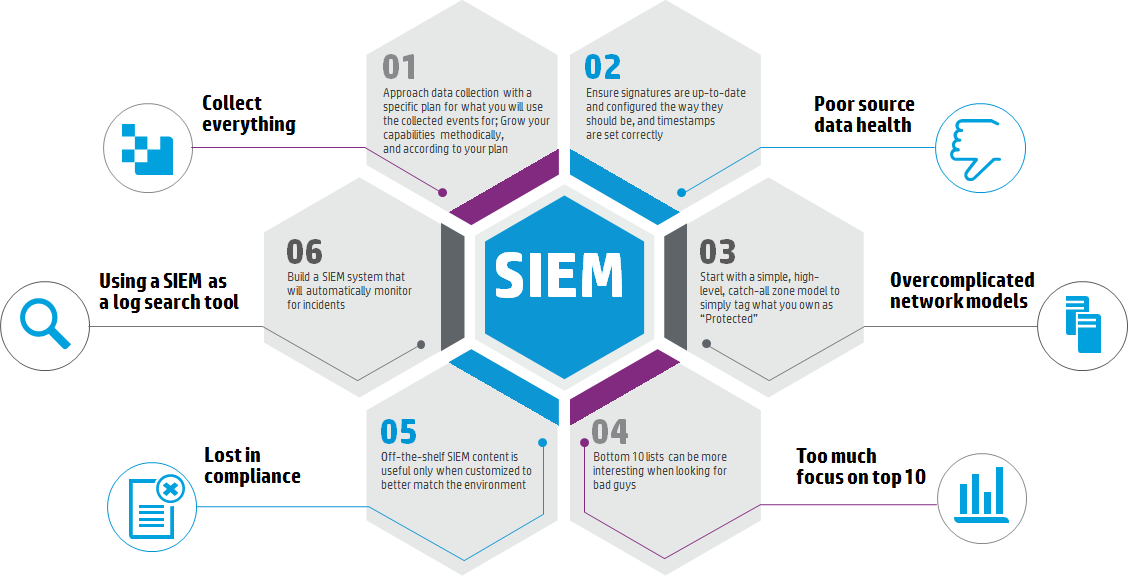 01
Approach data collection with a
specific plan for what you will use
the collected events for; Grow your
capabilities methodically,
and according to your plan
02
Ensure signatures are up-to-date
and configured the way they
should be, and timestamps
are set correctly
Collect
everything
Poor source
data health
06
Build a SIEM system that
will automatically monitor
for incidents
SIEM
03
Start with a simple, high-
level, catch-all zone model to
simply tag what you own as
“Protected”
Using a SIEM as
a log search tool
Overcomplicated
network models
05
Off-the-shelf SIEM content is
useful only when customized to
better match the environment
04
Bottom 10 lists can be more
interesting when looking for
bad guys
Lost in
compliance
Too much
focus on top 10